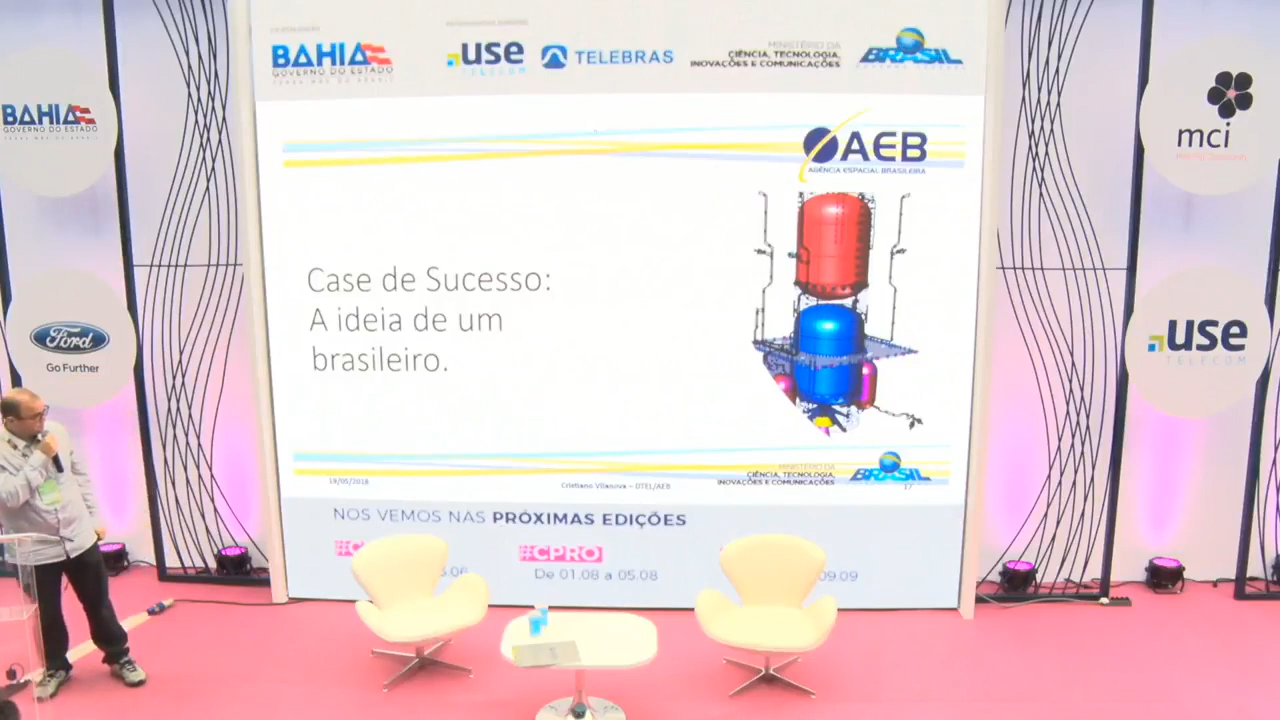 BAHIA
GOVERNO DO ESTADO
USE
TELECOM
TELEBRAS
MINISTÉRIO DA
CIÊNCIA, TECNOLOGIA,
INOVAÇÕES E COMUNICAÇÕES
BRASIL
BAHIA
GOVERNO DO ESTADO
mci
AEB
AGÊNCIA ESPACIAL BRASILEIRA
Case de Sucesso:
A ideia de um
brasileiro.
Ford
Go Further
USE
TELECOM
MINISTÉRIO DA
CIÊNCIA, TECNOLOGIA,
INOVAÇÕES E COMUNICAÇÕES
BRASIL
19/05/2018
Cristiano Vilanova – DTEL/AEB
17
NOS VEMOS NAS PRÓXIMAS EDIÇÕES
#CPRO
De 01.08 a 05.08
09.09